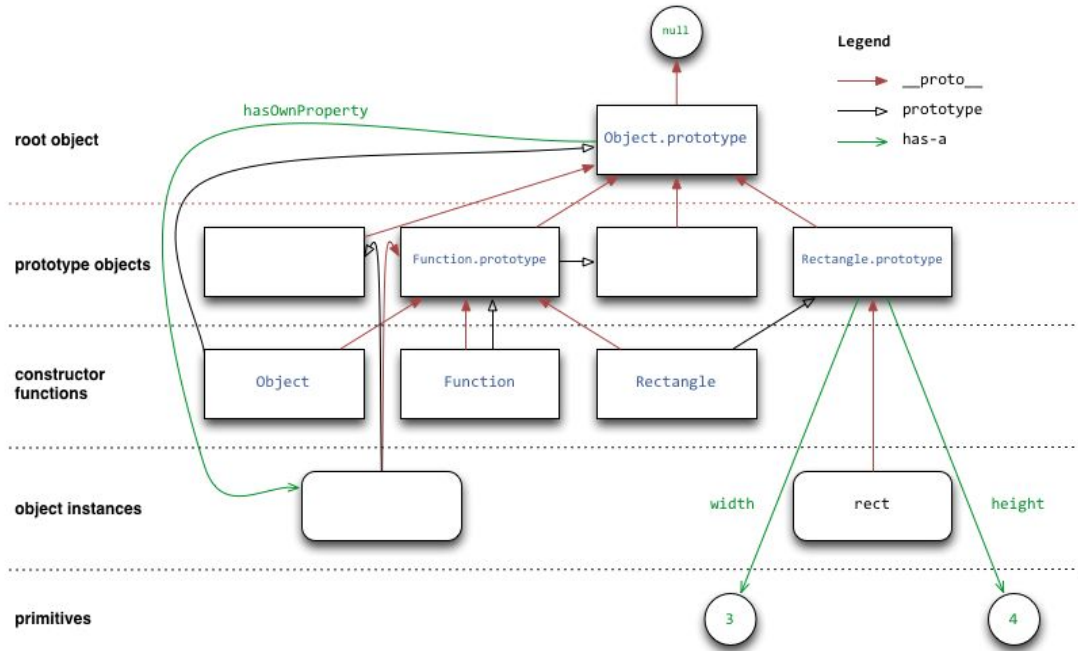 null
Legend
__proto__
prototype
has-a
hasOwnProperty
root object
Object.prototype
prototype objects
Function.prototype
Rectangle.prototype
constructor
functions
Object
Function
Rectangle
object instances
width
rect
height
primitives
3
4